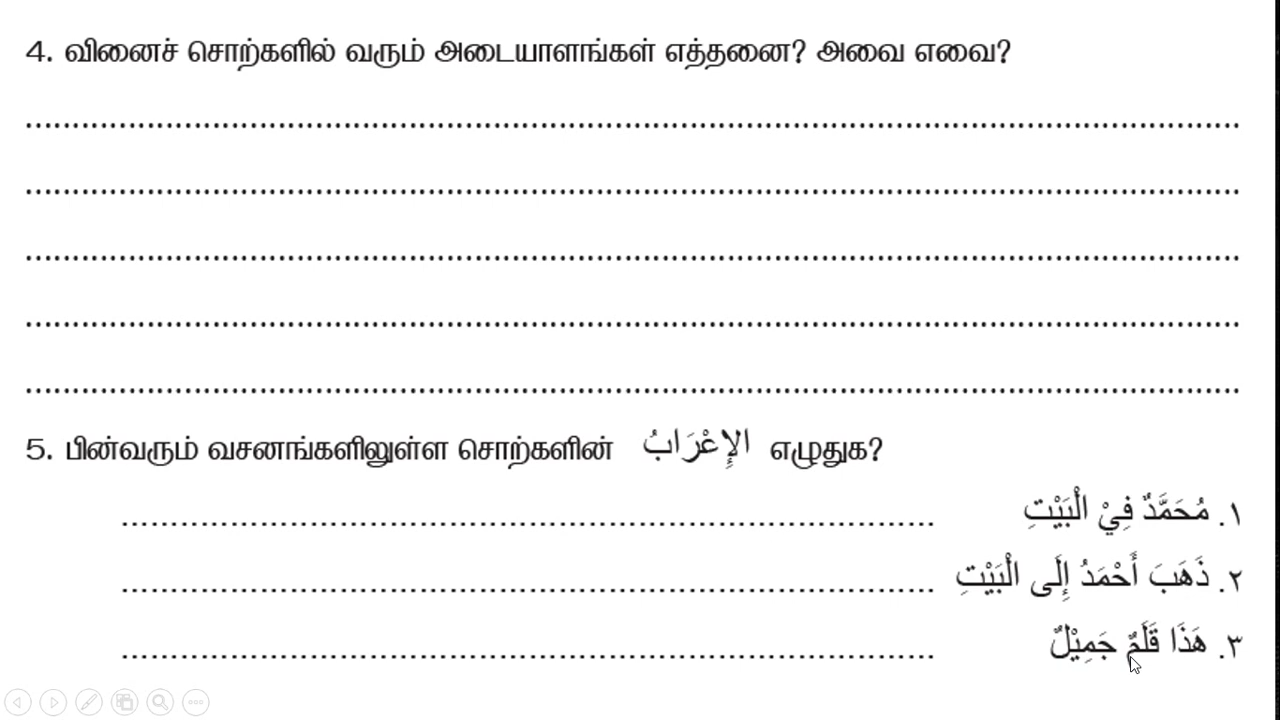 4. வினைச் சொற்களில் வரும் அடையாளங்கள் எத்தனை? அவை எவை?
........................................................................
........................................................................
........................................................................
........................................................................
........................................................................
5. பின்வரும் வசனங்களிலுள்ள சொற்களின் الإِعْرَابُ எழுதுக?
١. مُحَمَّدٌ فِيْ الْبَيْتِ ........................................................
٢. ذَهَبَ أَحْمَدُ إِلَى الْبَيْتِ ........................................................
٣. هَذَا قَلَمٌ جَمِيْلٌ ........................................................